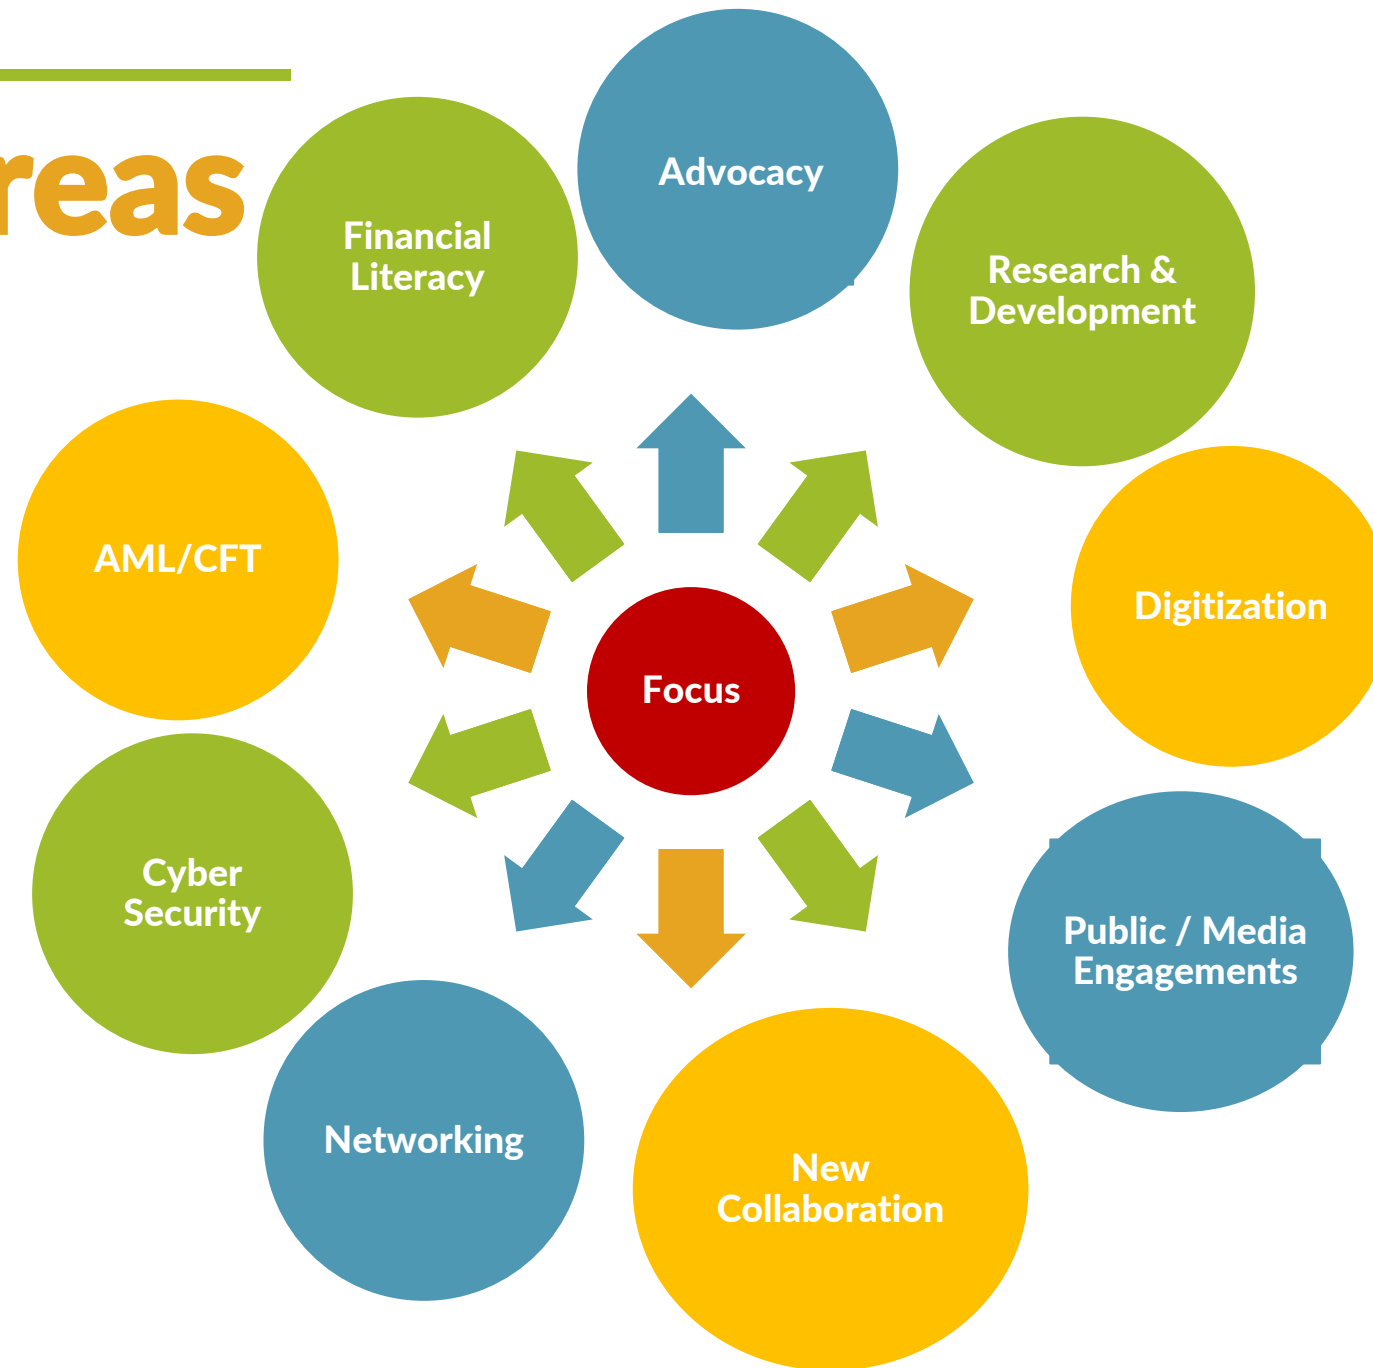 reas
Advocacy
Financial
Literacy
Research &
Development
AML/CFT
Digitization
Focus
Cyber
Security
Public / Media
Engagements
Networking
New
Collaboration